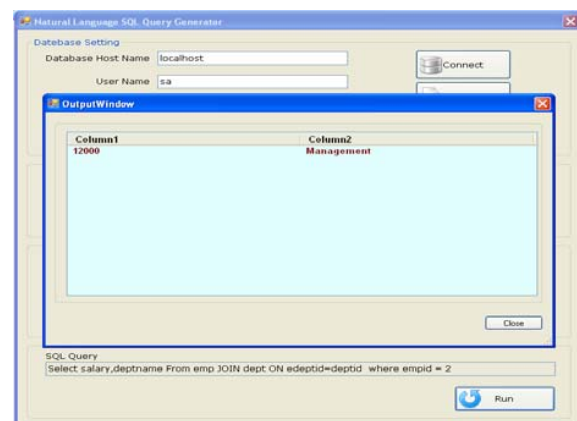 Natural Language SQL Query Generator
Datebase Setting
Database Host Name localhost
Connect
User Name sa
OutputWindow
Column1 Column2
12000 Management
Close
SQL Query
Select salary,deptname From emp JOIN dept ON edeptid=deptid where empid = 2
Run